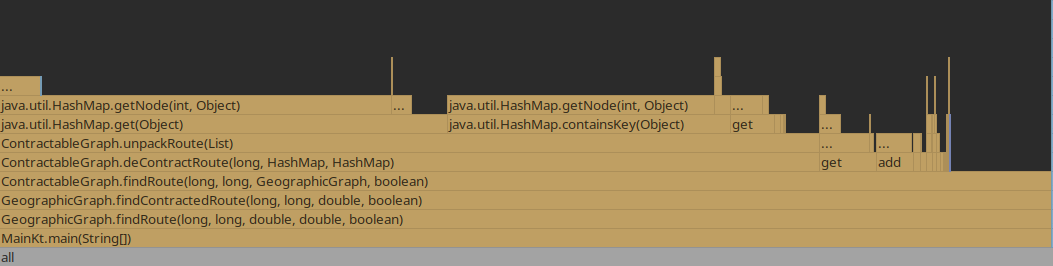 ...
java.util.HashMap.getNode(int, Object) ... java.util.HashMap.getNode(int, Object) ...
java.util.HashMap.get(Object) java.util.HashMap.containsKey(Object) get ...
ContractableGraph.unpackRoute(List) ... ...
ContractableGraph.deContractRoute(long, HashMap, HashMap) get add
ContractableGraph.findRoute(long, long, GeographicGraph, boolean)
GeographicGraph.findContractedRoute(long, long, double, boolean)
GeographicGraph.findRoute(long, long, double, double, boolean)
MainKt.main(String[])
all